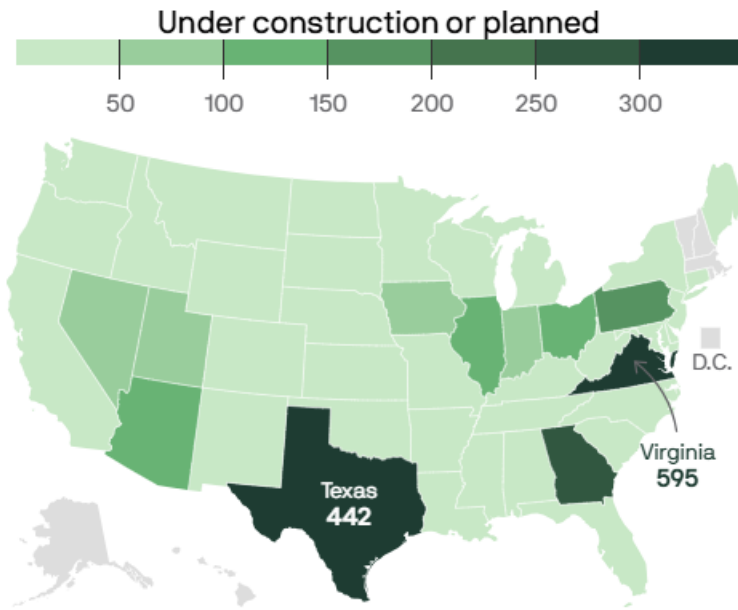 Under construction or planned
50 100 150 200 250 300
D.C.
Virginia
595
Texas
442